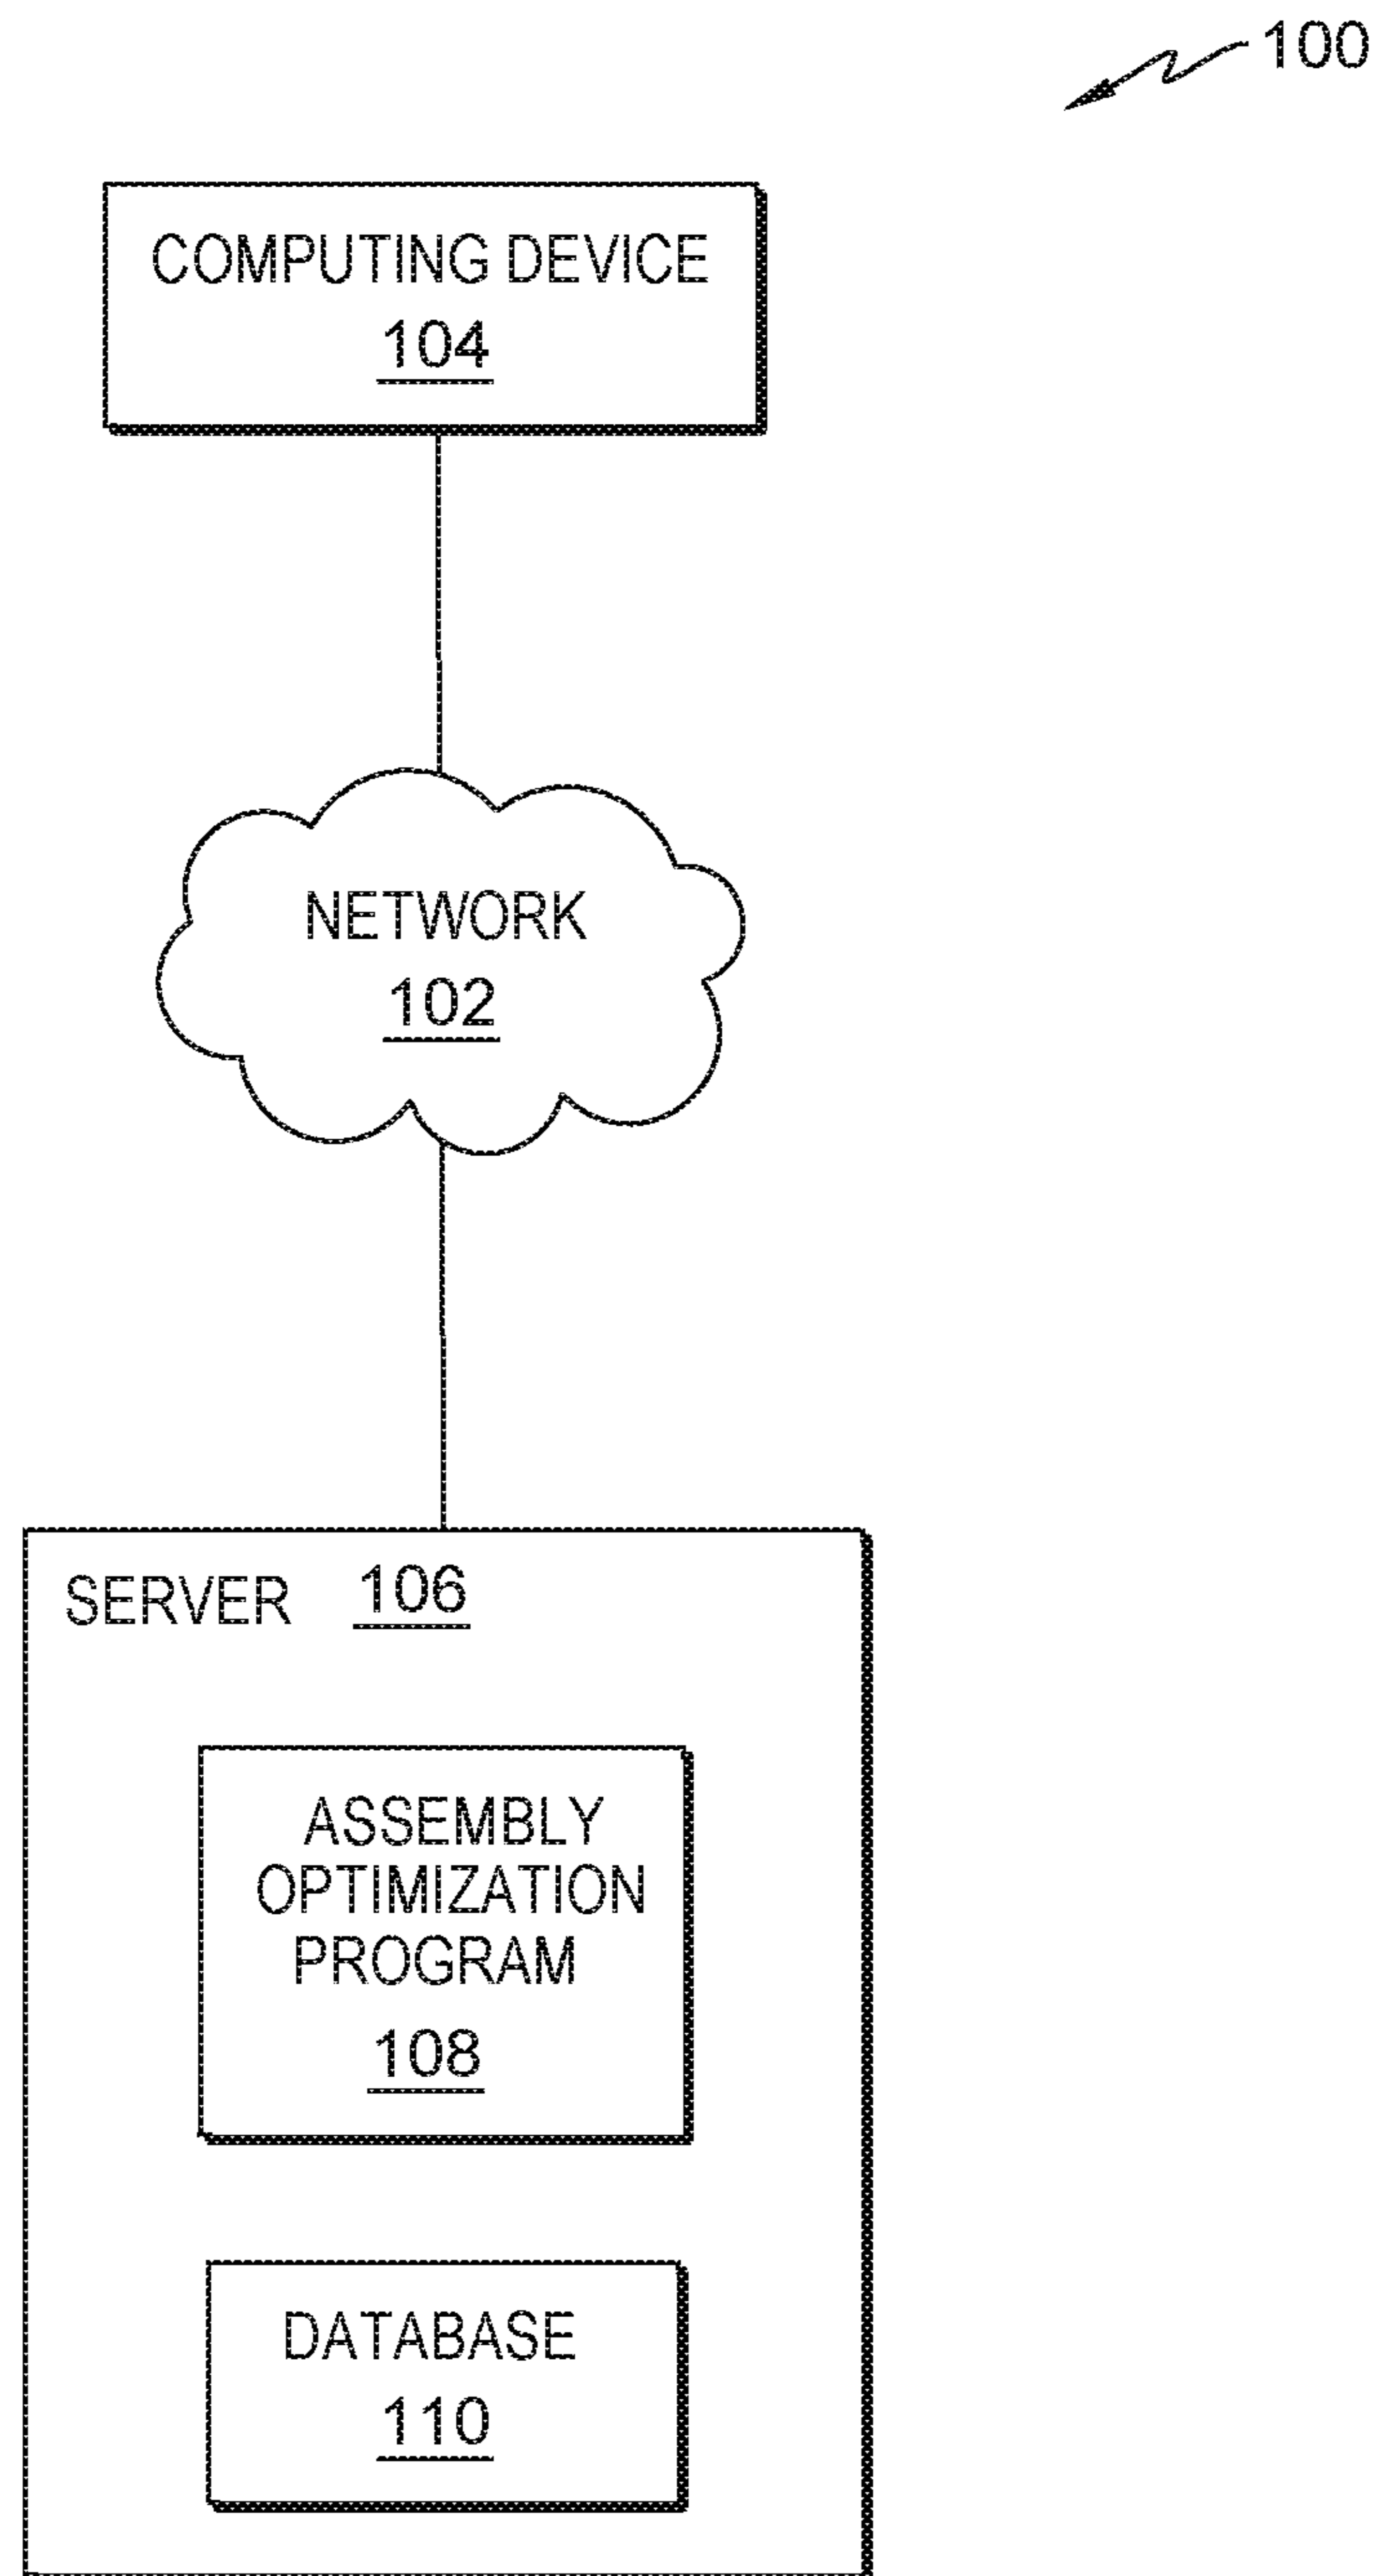 100
COMPUTING DEVICE
104
NETWORK
102
SERVER 106
ASSEMBLY
OPTIMIZATION
PROGRAM
108
DATABASE
110